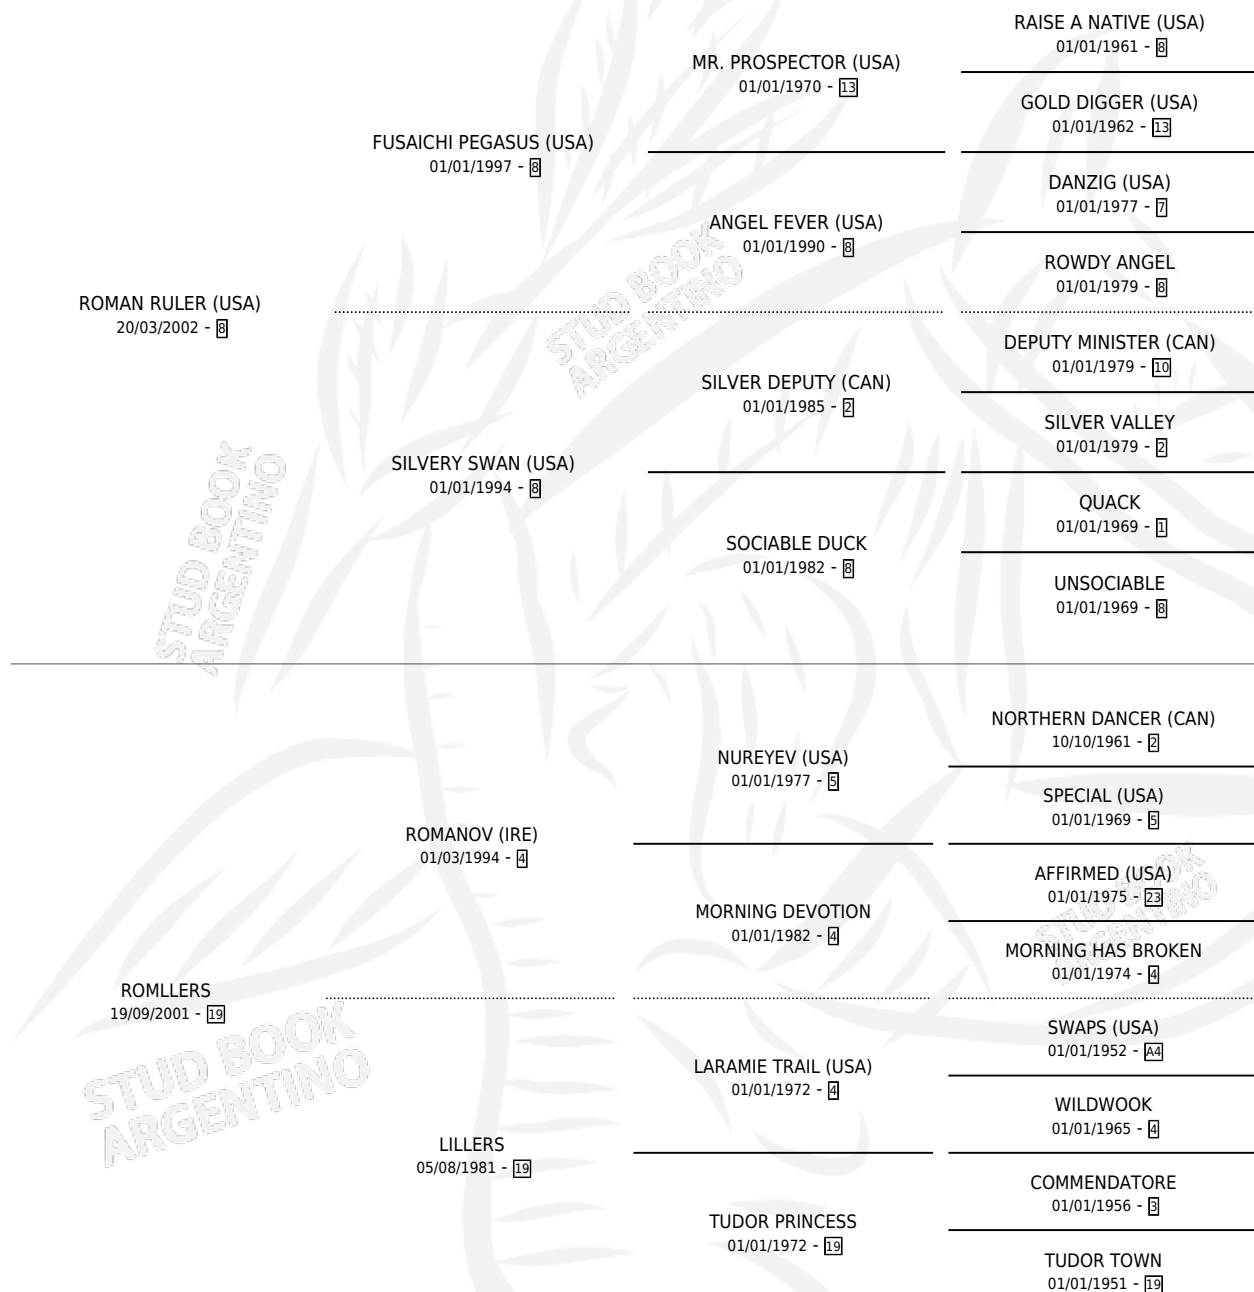 RAISE A NATIVE (USA)
01/01/1961 - 8
MR. PROSPECTOR (USA)
01/01/1970 - 13
GOLD DIGGER (USA)
01/01/1962 - 13
FUSAICHI PEGASUS (USA)
01/01/1997 - 8
DANZIG (USA)
01/01/1977 - 7
ANGEL FEVER (USA)
01/01/1990 - 8
ROWDY ANGEL
01/01/1979 - 8
ROMAN RULER (USA)
20/03/2002 - 8
DEPUTY MINISTER (CAN)
01/01/1979 - 10
SILVER DEPUTY (CAN)
01/01/1985 - 2
SILVER VALLEY
01/01/1979 - 2
SILVERY SWAN (USA)
01/01/1994 - 8
QUACK
01/01/1969 - 1
SOCIABLE DUCK
01/01/1982 - 8
UNSOCIABLE
01/01/1969 - 8
NORTHERN DANCER (CAN)
10/10/1961 - 2
NUREYEV (USA)
01/01/1977 - 5
SPECIAL (USA)
01/01/1969 - 5
ROMANOV (IRE)
01/03/1994 - 4
AFFIRMED (USA)
01/01/1975 - 23
MORNING DEVOTION
01/01/1982 - 4
MORNING HAS BROKEN
01/01/1974 - 4
ROMLLERS
19/09/2001 - 19
SWAPS (USA)
01/01/1952 - A4
LARAMIE TRAIL (USA)
01/01/1972 - 4
WILDWOOK
01/01/1965 - 4
LILLERS
05/08/1981 - 19
COMMENDATORE
01/01/1956 - 3
TUDOR PRINCESS
01/01/1972 - 19
TUDOR TOWN
01/01/1951 - 19
STUD BOOK
ARGENTINO
STUD BOOK
ARGENTINO
STUD BOOK
ARGENTINO
STUD BOOK
ARGENTINO